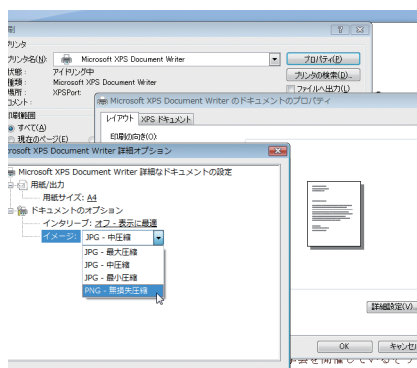 刷
プリンタ
プリンタ名(N): Microsoft XPS Document Writer プロパティ(P)
状態: アイドリング中 プリンタの検索(D)...
種類: Microsoft XPS Document Writer
場所: XPSPort: ファイルへ出力(L)
コメント:
Microsoft XPS Document Writer のドキュメントのプロパティ
印刷範囲
すべて(A)
現在のページ(E)
レイアウト XPS ドキュメント
印刷の向き(O):
rosoft XPS Document Writer 詳細オプション
Microsoft XPS Document Writer 詳細なドキュメントの設定
用紙/出力
用紙サイズ: A4
ドキュメントのオプション
インタリーブ: オフ - 表示に最適
イメージ: JPG - 中圧縮
JPG - 最大圧縮
JPG - 中圧縮
JPG - 最小圧縮
PNG - 無損失圧縮
詳細設定(V)...
OK キャンセ